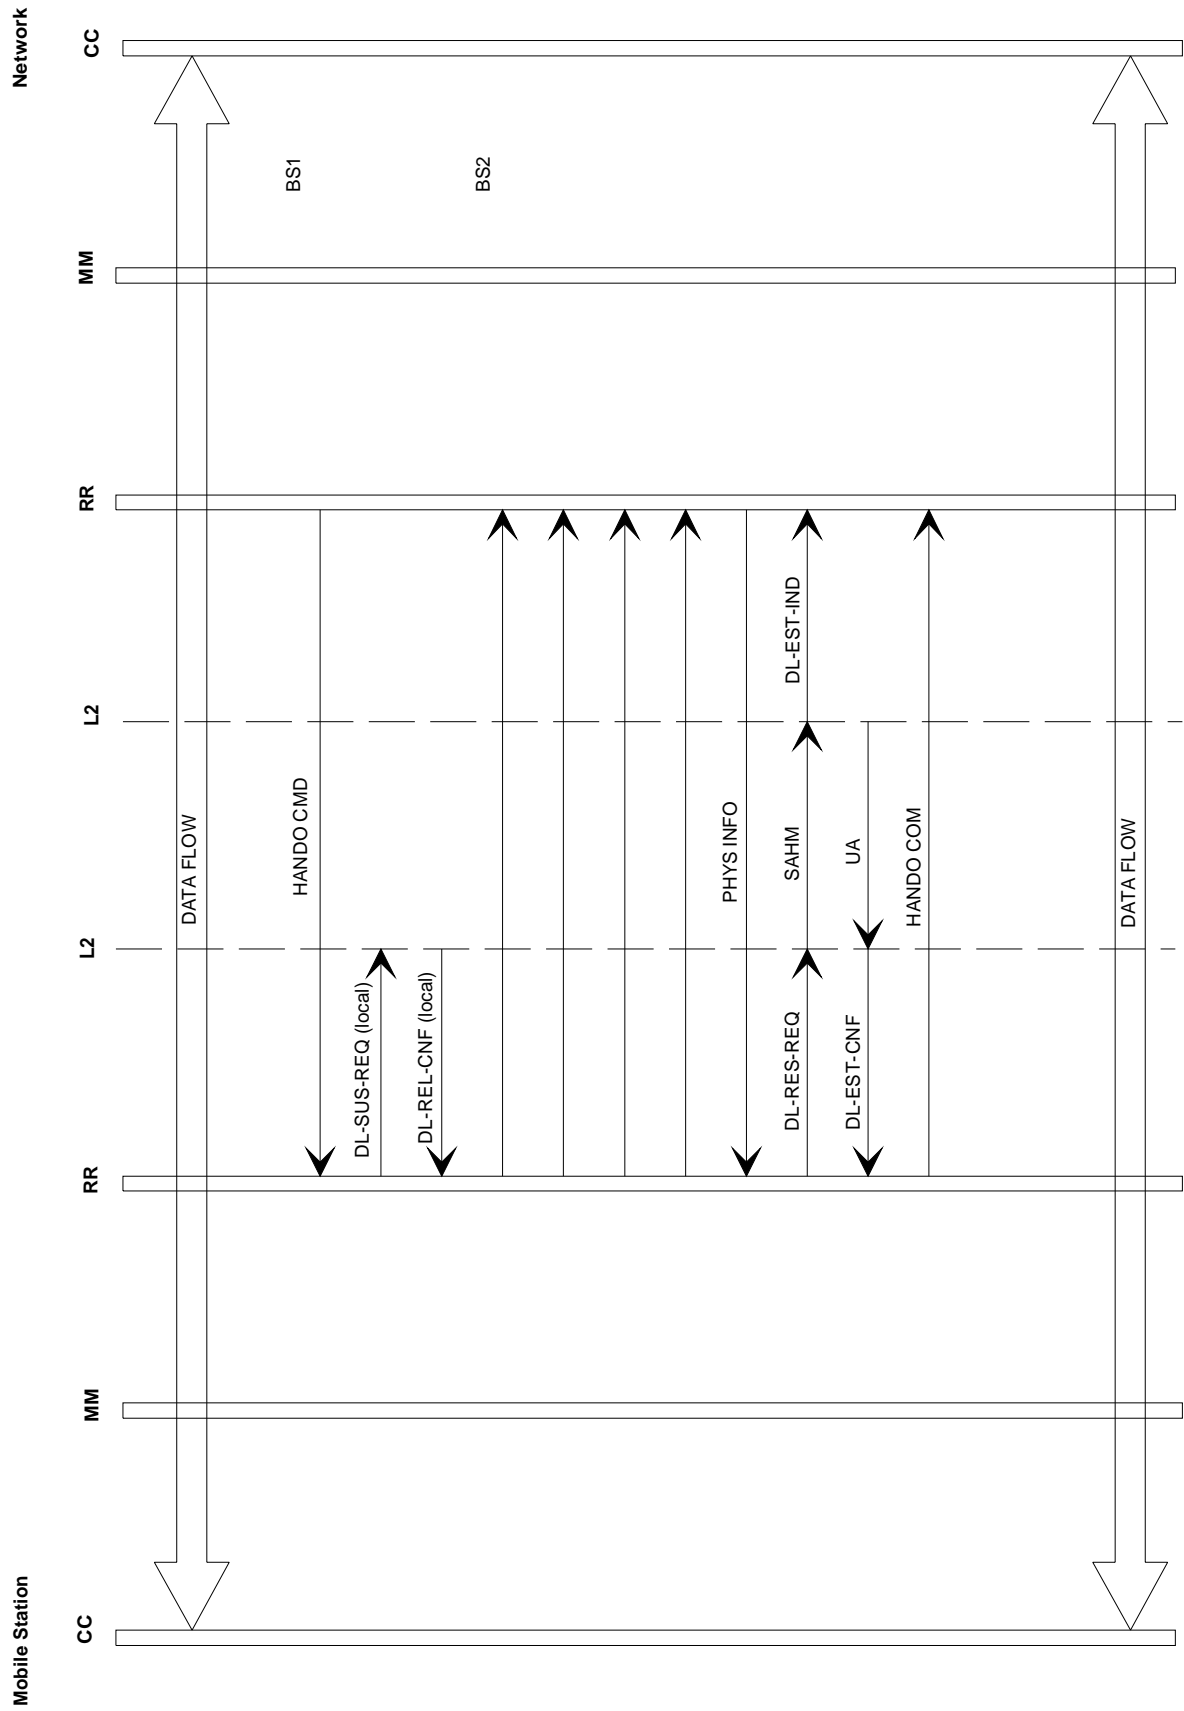 Mobile Station
Network
CC
MM
RR
L2
L2
RR
MM
CC
DATA FLOW
HANDO CMD
BS1
DL-SUS-REQ (local)
DL-REL-CNF (local)
BS2
PHYS INFO
DL-RES-REQ
SAHM
DL-EST-IND
DL-EST-CNF
UA
HANDO COM
DATA FLOW